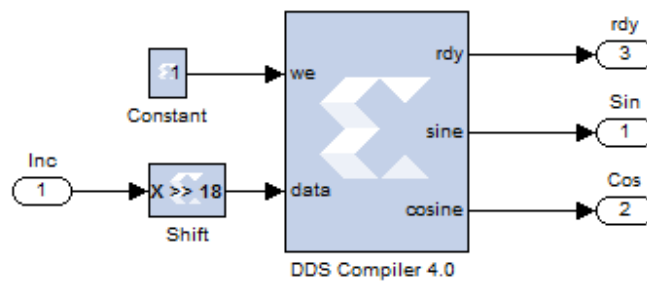 rdy
rdy
3
1
we
Constant
Sin
sine
1
Inc
1
X >> 18
data
Cos
cosine
2
Shift
DDS Compiler 4.0